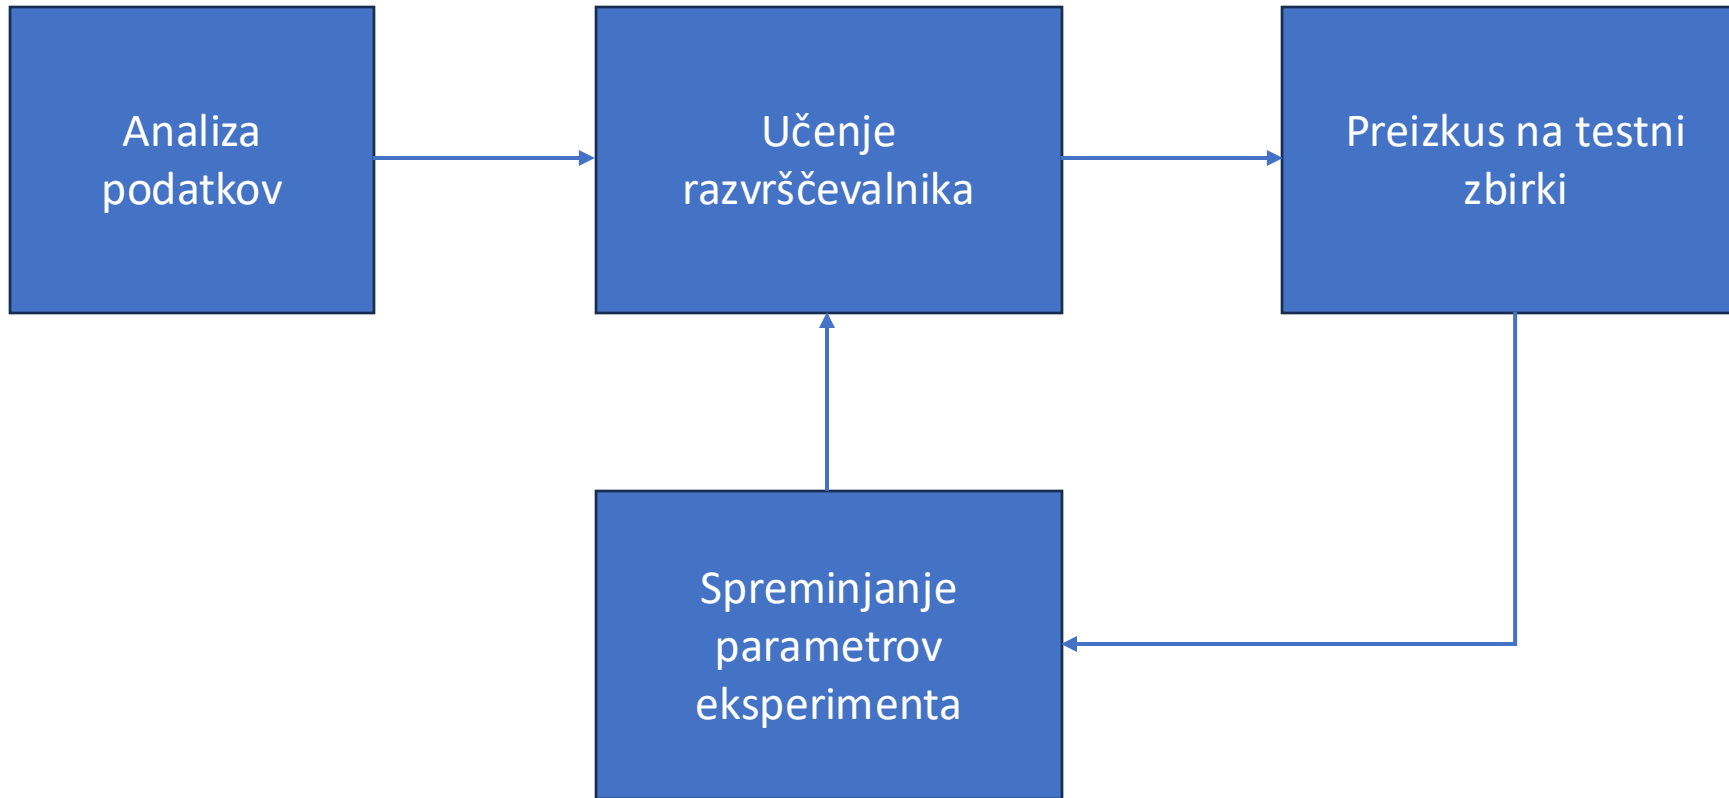 Analiza
podatkov
Učenje
razvrščevalnika
Preizkus na testni
zbirki
Spreminjanje
parametrov
eksperimenta